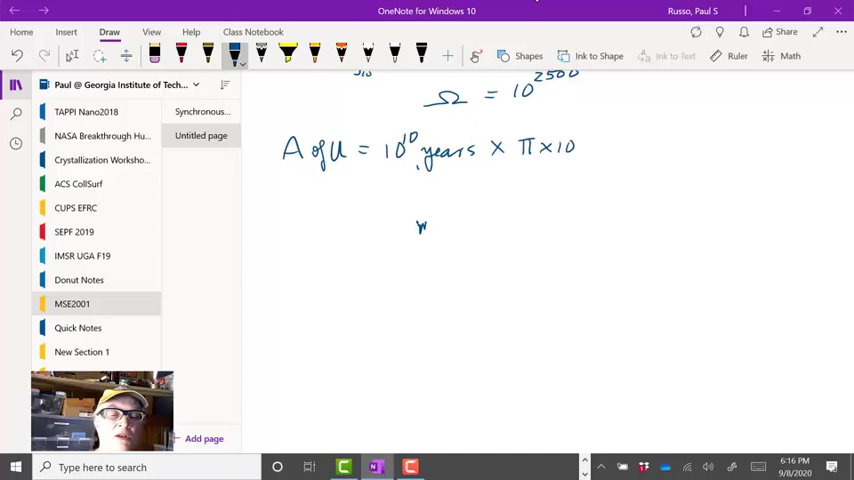 OneNote for Windows 10
Russo, Paul S
Home Insert Draw View Help Class Notebook
Share
Shapes Ink to Shape Ink to Text Ruler Math
Paul @ Georgia Institute of Tech...
TAPPI Nano2018
NASA Breakthrough Hu...
Crystallization Worksho...
ACS CollSurf
CUPS EFRC
SEPF 2019
IMSR UGA F19
Donut Notes
MSE2001
Quick Notes
New Section 1
Synchronous...
Untitled page
Add page
Ω = 10^2500
A of U = 10^10 years × π×10
Type here to search
6:16 PM
9/8/2020